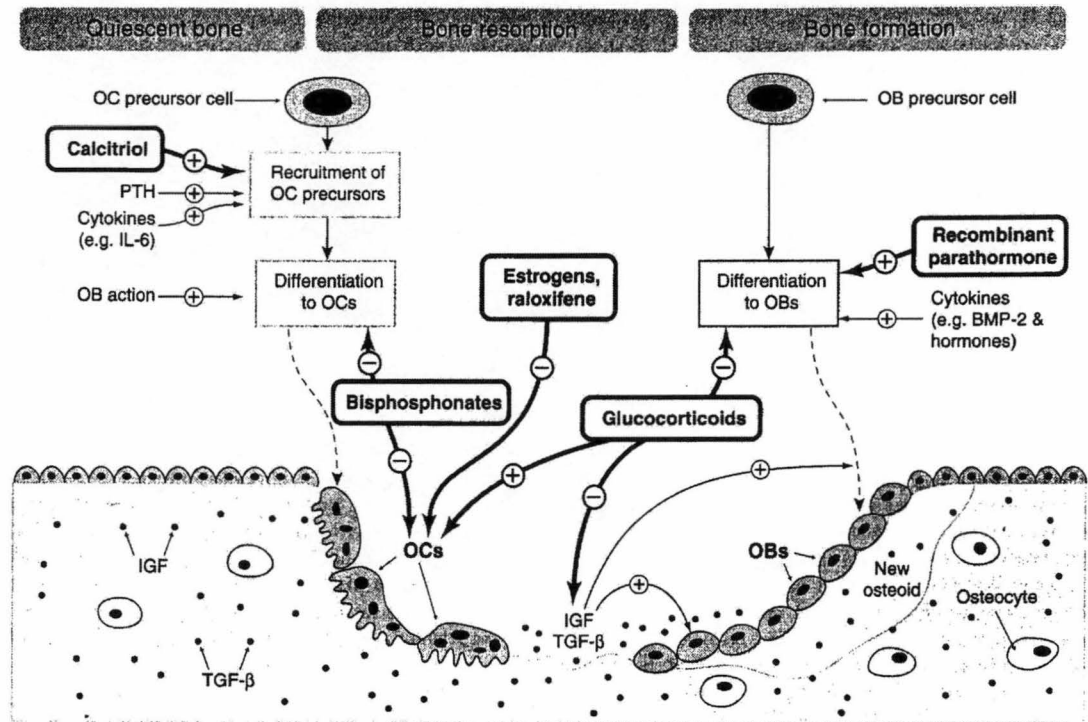 Quiescent bone
Bone resorption
Bone formation
OC precursor cell
OB precursor cell
Calcitriol
+
Recruitment of
OC precursors
PTH
+
Cytokines
(e.g. IL-6)
+
Differentiation
to OCs
OB action
+
Estrogens,
raloxifene
−
Differentiation
to OBs
Recombinant
parathormone
+
Cytokines
(e.g. BMP-2 &
hormones)
+
−
Bisphosphonates
−
Glucocorticoids
−
+
−
+
IGF
OCs
OBs
New
osteoid
Osteocyte
+
IGF
TGF-β
TGF-β